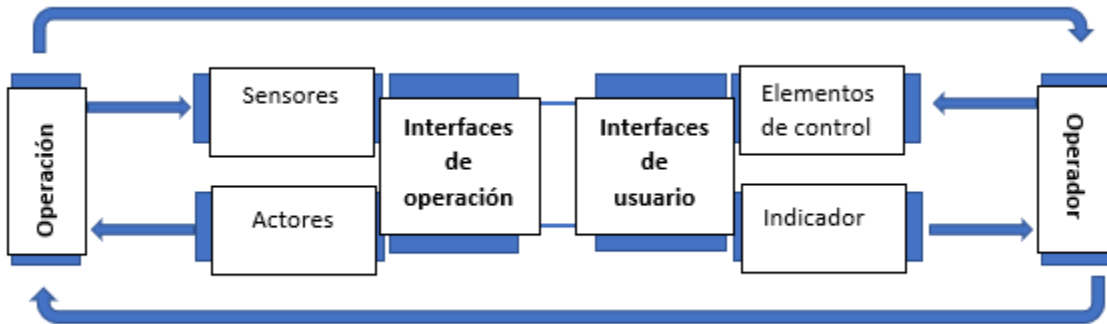 Operación
Sensores
Actores
Interfaces
de
operación
Interfaces
de
usuario
Elementos
de control
Indicador
Operador